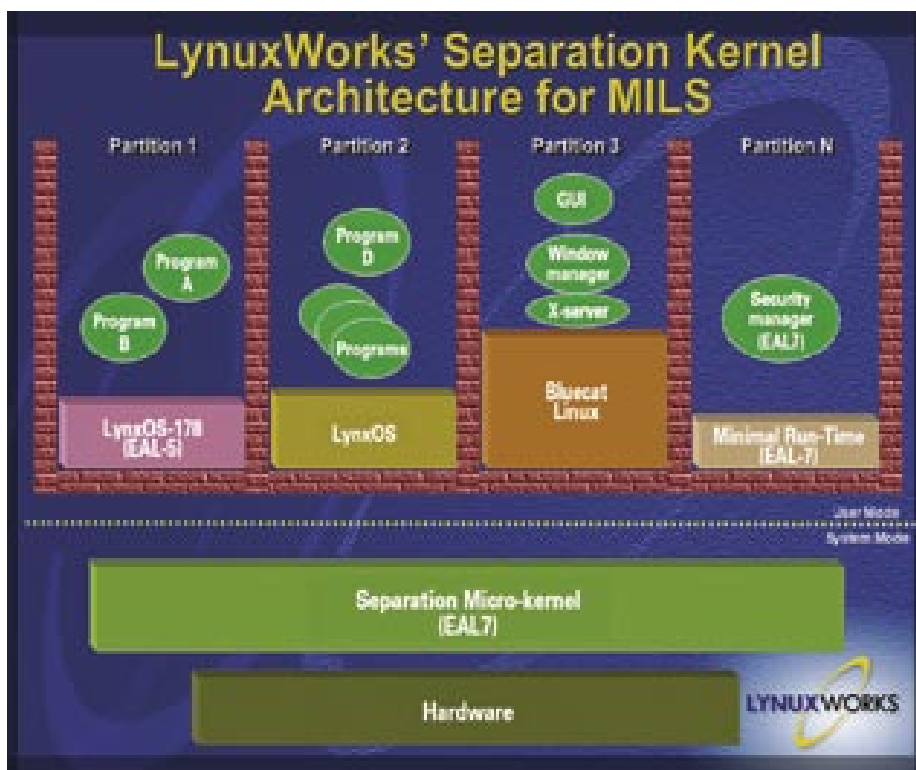 LynuxWorks' Separation Kernel
Architecture for MILS
Partition 1
Partition 2
Partition 3
Partition N
Program
A
Program
B
LynxOS-178
(EAL-5)
Program
D
Programs
LynxOS
GUI
Window
manager
X-server
Bluecat
Linux
Security
manager
(EAL7)
Minimal Run-Time
(EAL-7)
User Mode
System Mode
Separation Micro-kernel
(EAL7)
Hardware
LYNUXWORKS